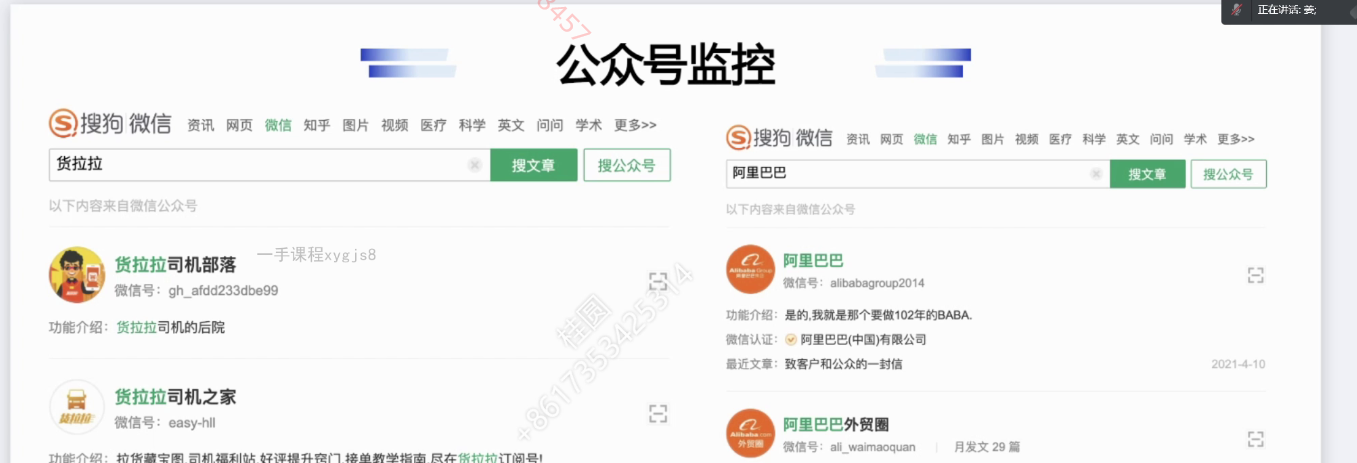 正在讲话: 姜;
8457
公众号监控
搜狗 微信 资讯 网页 微信 知乎 图片 视频 医疗 科学 英文 问问 学术 更多>>
货拉拉 搜文章 搜公众号
以下内容来自微信公众号
货拉拉司机部落
一手课程xygjs8
微信号: gh_afdd233dbe99
功能介绍: 货拉拉司机的后院
货拉拉司机之家
货拉拉
微信号: easy-hll
功能介绍: 拉货藏宝图,司机福利站,好评提升窍门,接单教学指南,尽在货拉拉订阅号!
桂圆
+8617353425314
搜狗 微信 资讯 网页 微信 知乎 图片 视频 医疗 科学 英文 问问 学术 更多>>
阿里巴巴 搜文章 搜公众号
以下内容来自微信公众号
Alibaba Group
阿里巴巴
微信号: alibabagroup2014
功能介绍: 是的,我就是那个要做102年的BABA.
微信认证: 阿里巴巴(中国)有限公司
最近文章: 致客户和公众的一封信 2021-4-10
Alibaba.com
外贸圈
阿里巴巴外贸圈
微信号: ali_waimaoquan | 月发文 29 篇